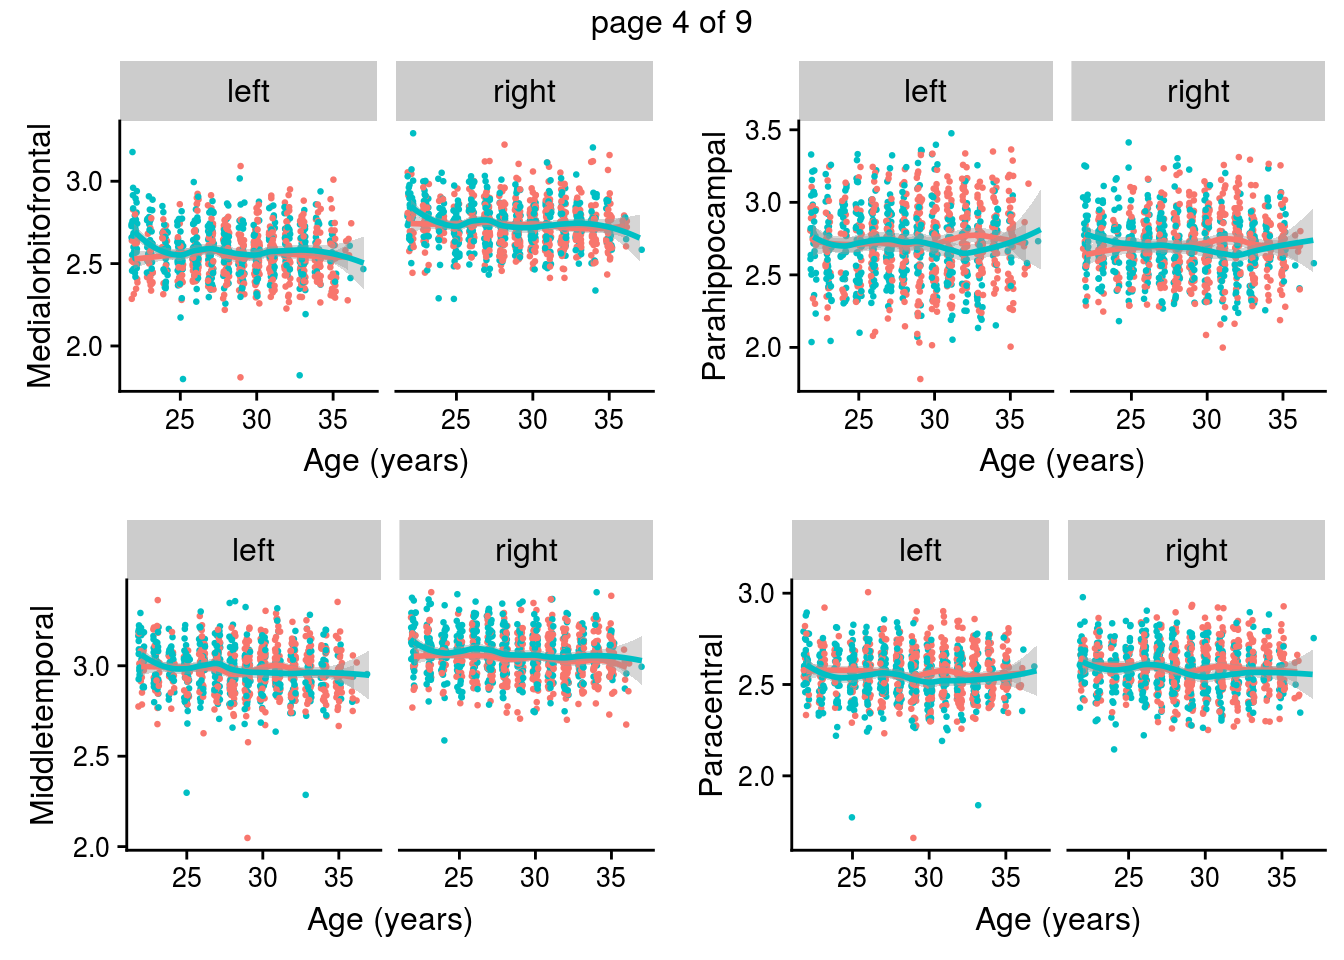 page 4 of 9
left right
Medialorbitofrontal
3.0
2.5
2.0
25 30 35 25 30 35
Age (years)
left right
Parahippocampal
3.5
3.0
2.5
2.0
25 30 35 25 30 35
Age (years)
left right
Middletemporal
3.0
2.5
2.0
25 30 35 25 30 35
Age (years)
left right
Paracentral
3.0
2.5
2.0
25 30 35 25 30 35
Age (years)